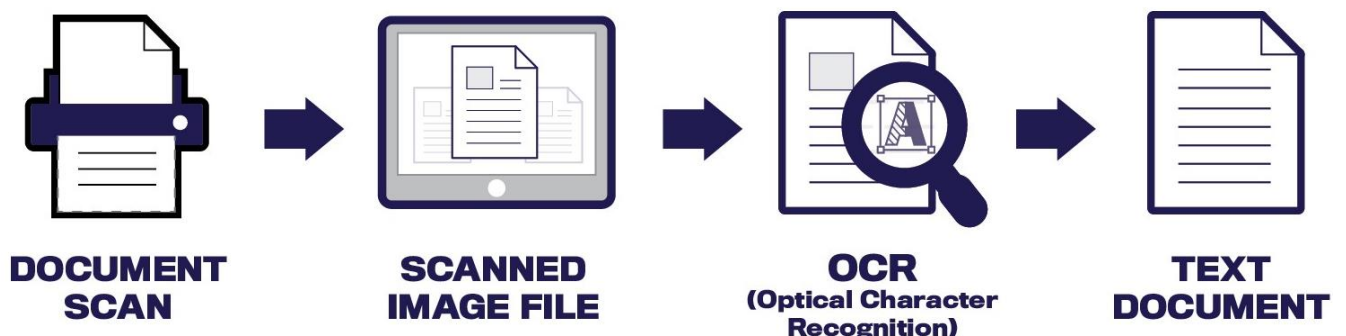 DOCUMENT
SCAN
SCANNED
IMAGE FILE
OCR
(Optical Character
Recognition)
TEXT
DOCUMENT
A